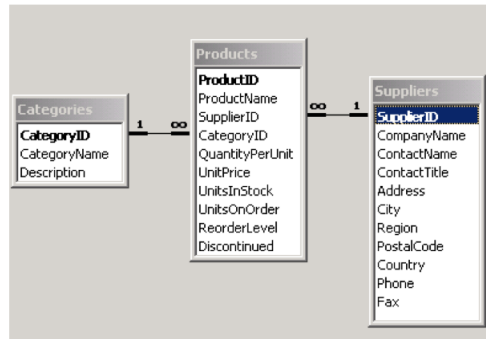 Categories
CategoryID
CategoryName
Description
1
∞
Products
ProductID
ProductName
SupplierID
CategoryID
QuantityPerUnit
UnitPrice
UnitsInStock
UnitsOnOrder
ReorderLevel
Discontinued
∞
1
Suppliers
SupplierID
CompanyName
ContactName
ContactTitle
Address
City
Region
PostalCode
Country
Phone
Fax